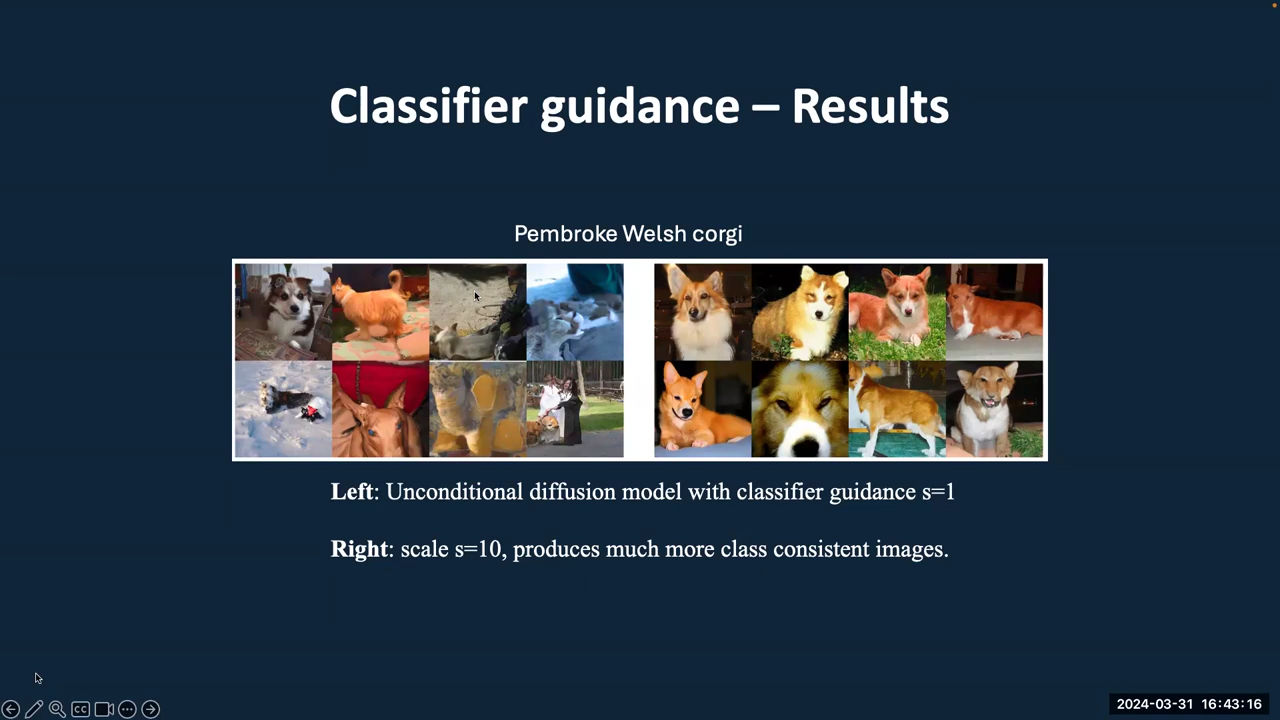 Classifier guidance – Results
Pembroke Welsh corgi
Left: Unconditional diffusion model with classifier guidance s=1
Right: scale s=10, produces much more class consistent images.
CC
2024-03-31 16:43:16